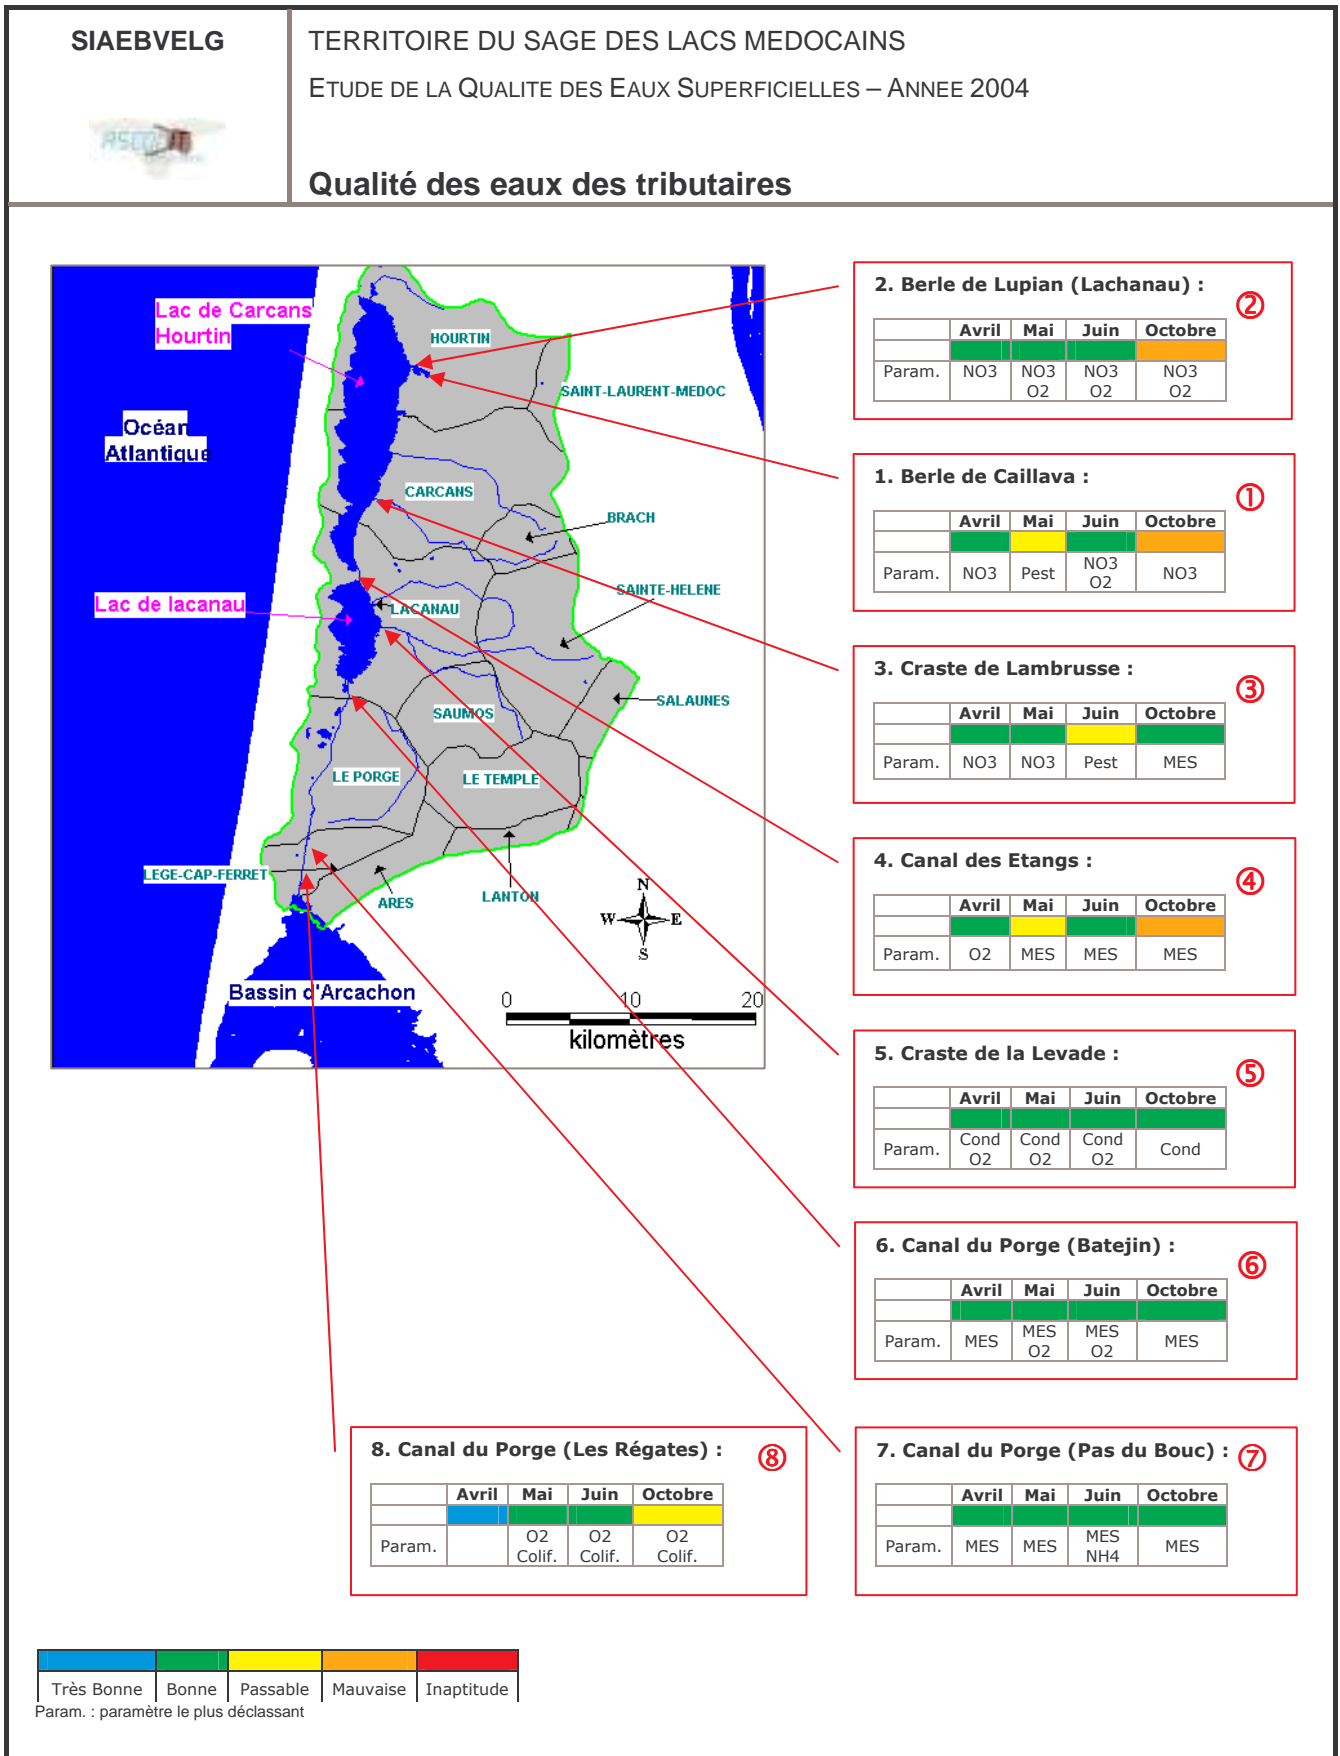 SIAEBVELG
TERRITOIRE DU SAGE DES LACS MEDOCAINS
ETUDE DE LA QUALITE DES EAUX SUPERFICIELLES – ANNEE 2004
Qualité des eaux des tributaires
Lac de Carcans
Hourtin
HOURTIN
SAINT-LAURENT-MEDOC
Océan
Atlantique
CARCANS
BRACH
SAINTE-HELENE
Lac de lacanau
LACANAU
SALAUNES
SAUMOS
LE PORGE
LE TEMPLE
LEGE-CAP-FERRET
ARES
LANTON
N
W E
S
Bassin d'Arcachon
0 10 20
kilomètres
2. Berle de Lupian (Lachanau) :
②
Avril Mai Juin Octobre
Param. NO3 NO3 NO3 NO3
O2 O2 O2
1. Berle de Caillava :
①
Avril Mai Juin Octobre
Param. NO3 Pest NO3 NO3
O2
3. Craste de Lambrusse :
③
Avril Mai Juin Octobre
Param. NO3 NO3 Pest MES
4. Canal des Etangs :
④
Avril Mai Juin Octobre
Param. O2 MES MES MES
5. Craste de la Levade :
⑤
Avril Mai Juin Octobre
Param. Cond Cond Cond Cond
O2 O2 O2
6. Canal du Porge (Batejin) :
⑥
Avril Mai Juin Octobre
Param. MES MES MES MES
O2 O2
8. Canal du Porge (Les Régates) :
⑧
Avril Mai Juin Octobre
Param. O2 O2 O2
Colif. Colif. Colif.
7. Canal du Porge (Pas du Bouc) :
⑦
Avril Mai Juin Octobre
Param. MES MES MES MES
NH4
Très Bonne Bonne Passable Mauvaise Inaptitude
Param. : paramètre le plus déclassant